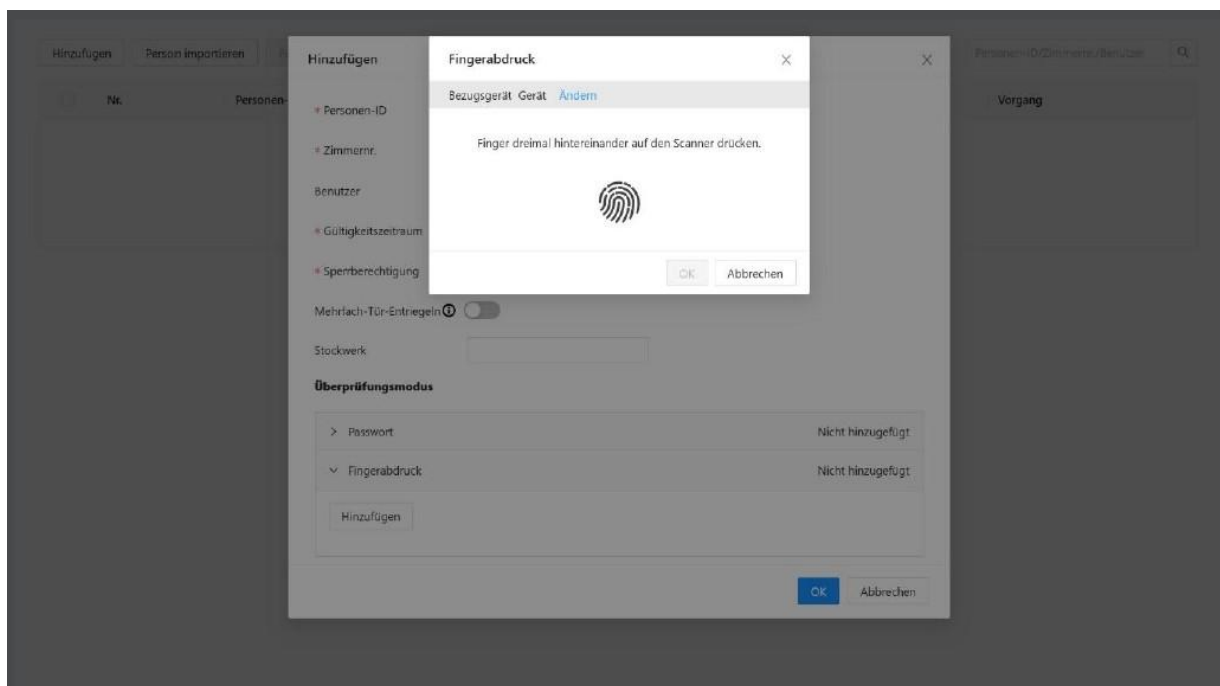 Hinzufügen Person importieren
Personen-ID/Zimmernr./Benutzer
Nr. Personen- Vorgang
Hinzufügen
Fingerabdruck
Bezugsgerät Gerät Ändern
Finger dreimal hintereinander auf den Scanner drücken.
OK Abbrechen
* Personen-ID
* Zimmernr.
Benutzer
* Gültigkeitszeitraum
* Sperrberechtigung
Mehrfach-Tür-Entriegeln
Stockwerk
Überprüfungsmodus
Passwort Nicht hinzugefügt
Fingerabdruck Nicht hinzugefügt
Hinzufügen
OK Abbrechen